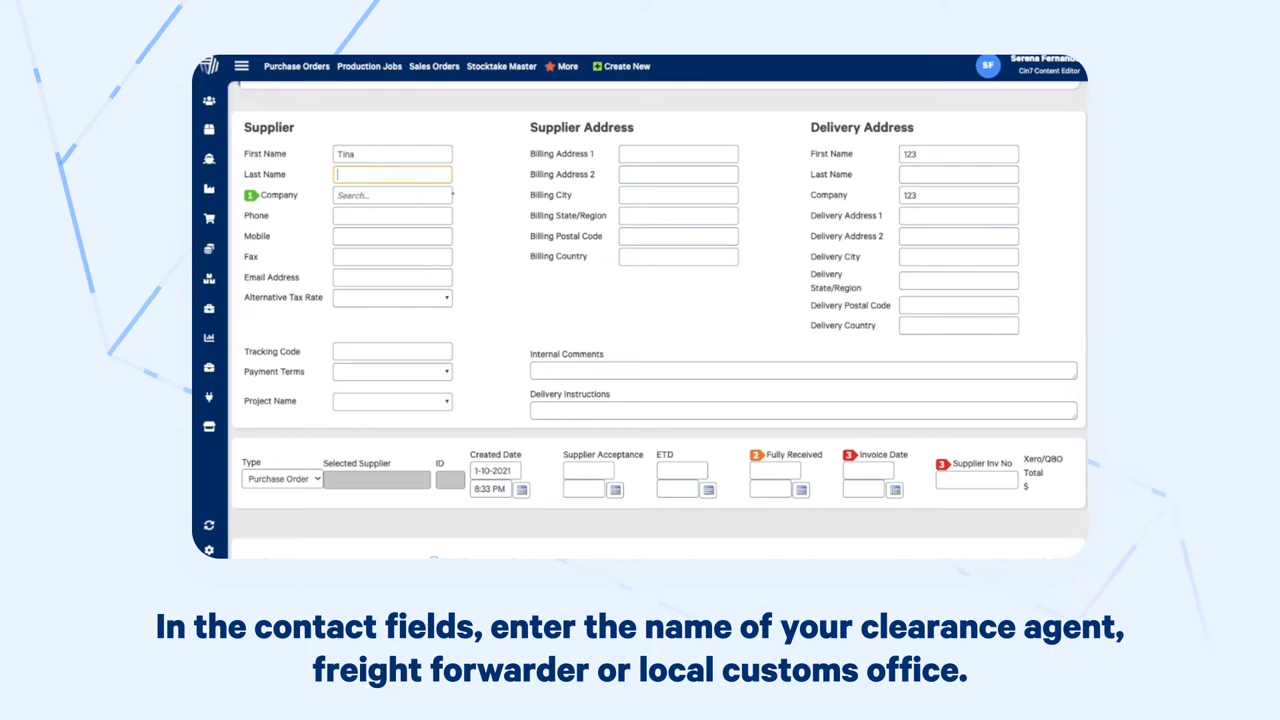 Purchase Orders Production Jobs Sales Orders Stocktake Master More Create New
SF
Cin7 Content Editor
Supplier
First Name Tina
Last Name
1 Company Search...
Phone
Mobile
Fax
Email Address
Alternative Tax Rate
Tracking Code
Payment Terms
Project Name
Supplier Address
Billing Address 1
Billing Address 2
Billing City
Billing State/Region
Billing Postal Code
Billing Country
Delivery Address
First Name 123
Last Name
Company 123
Delivery Address 1
Delivery Address 2
Delivery City
Delivery
State/Region
Delivery Postal Code
Delivery Country
Internal Comments
Delivery Instructions
Type
Purchase Order
Selected Supplier
ID
Created Date
1-10-2021
8:33 PM
Supplier Acceptance
ETD
2 Fully Received
3 Invoice Date
3 Supplier Inv No
Xero/QBO
Total
$
In the contact fields, enter the name of your clearance agent,
freight forwarder or local customs office.